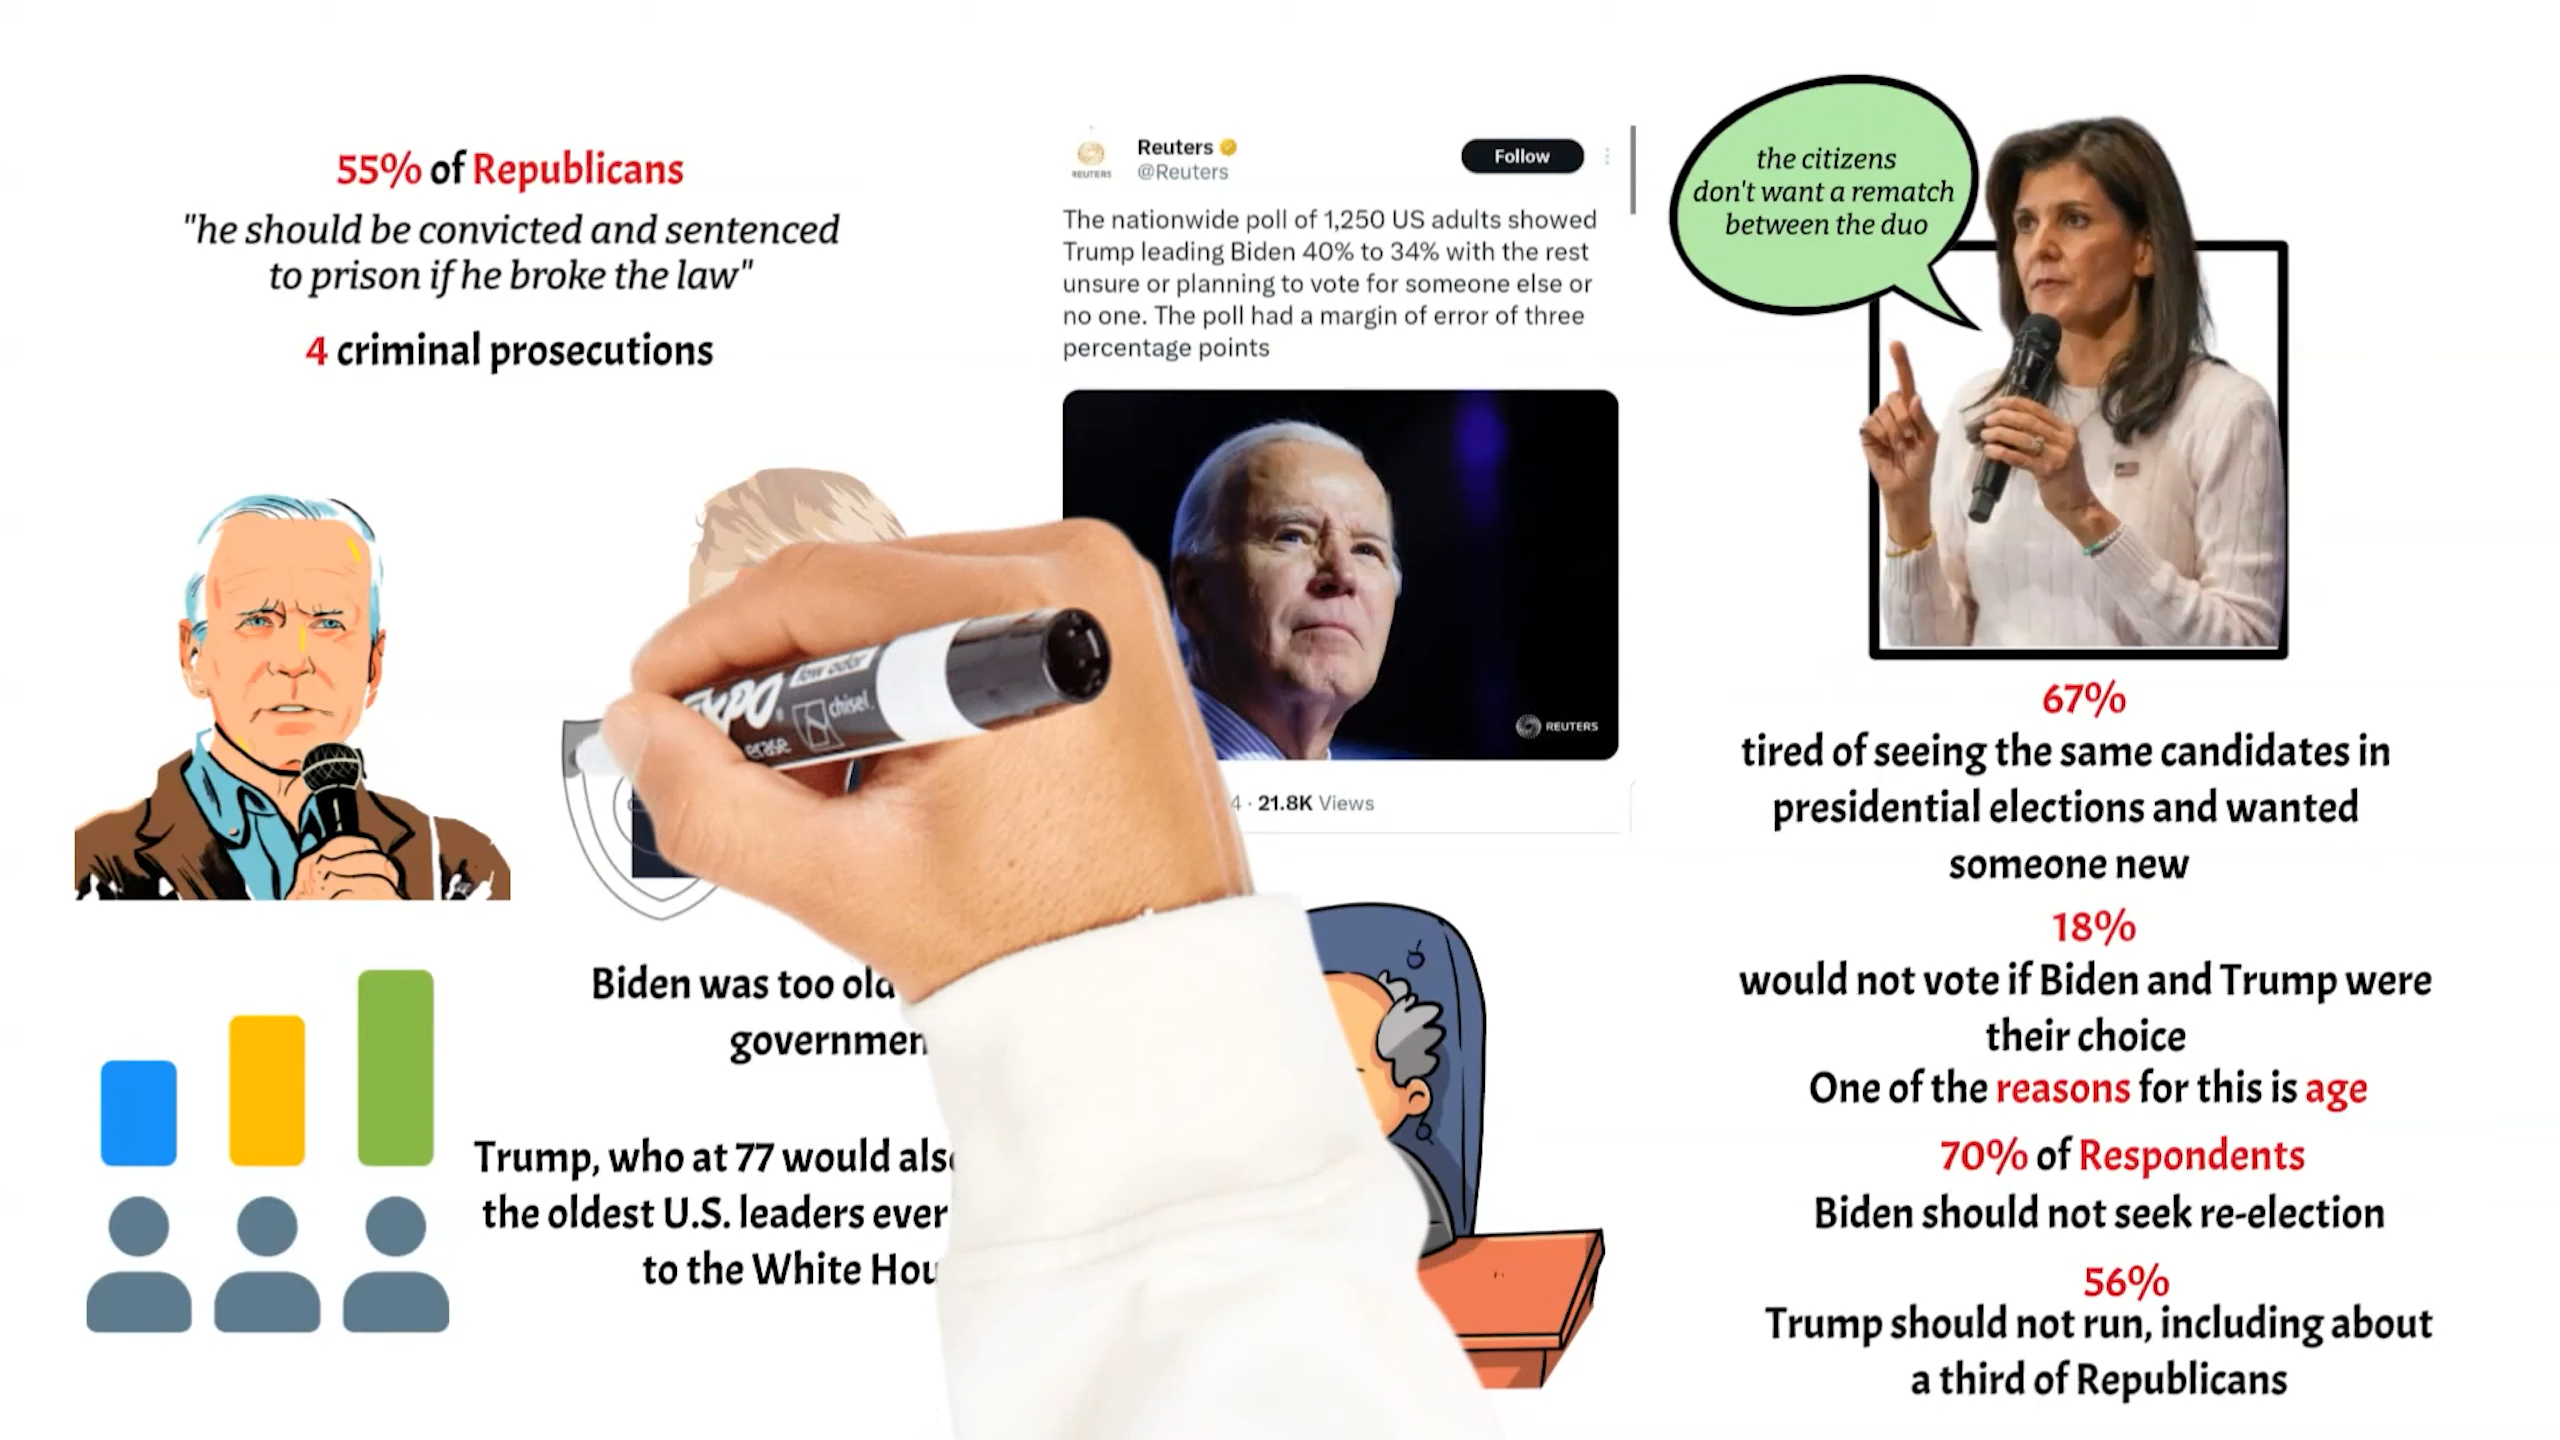 55% of Republicans
"he should be convicted and sentenced
to prison if he broke the law"
4 criminal prosecutions
Reuters
@Reuters
REUTERS
Follow
The nationwide poll of 1,250 US adults showed
Trump leading Biden 40% to 34% with the rest
unsure or planning to vote for someone else or
no one. The poll had a margin of error of three
percentage points
REUTERS
4 · 21.8K Views
the citizens
don't want a rematch
between the duo
EXPO
low odor
chisel
erase
Biden was too old
Trump, who at 77 would
the oldest U.S. leaders ever
to the White
67%
tired of seeing the same candidates in
presidential elections and wanted
someone new
18%
would not vote if Biden and Trump were
their choice
One of the reasons for this is age
70% of Respondents
Biden should not seek re-election
56%
Trump should not run, including about
a third of Republicans